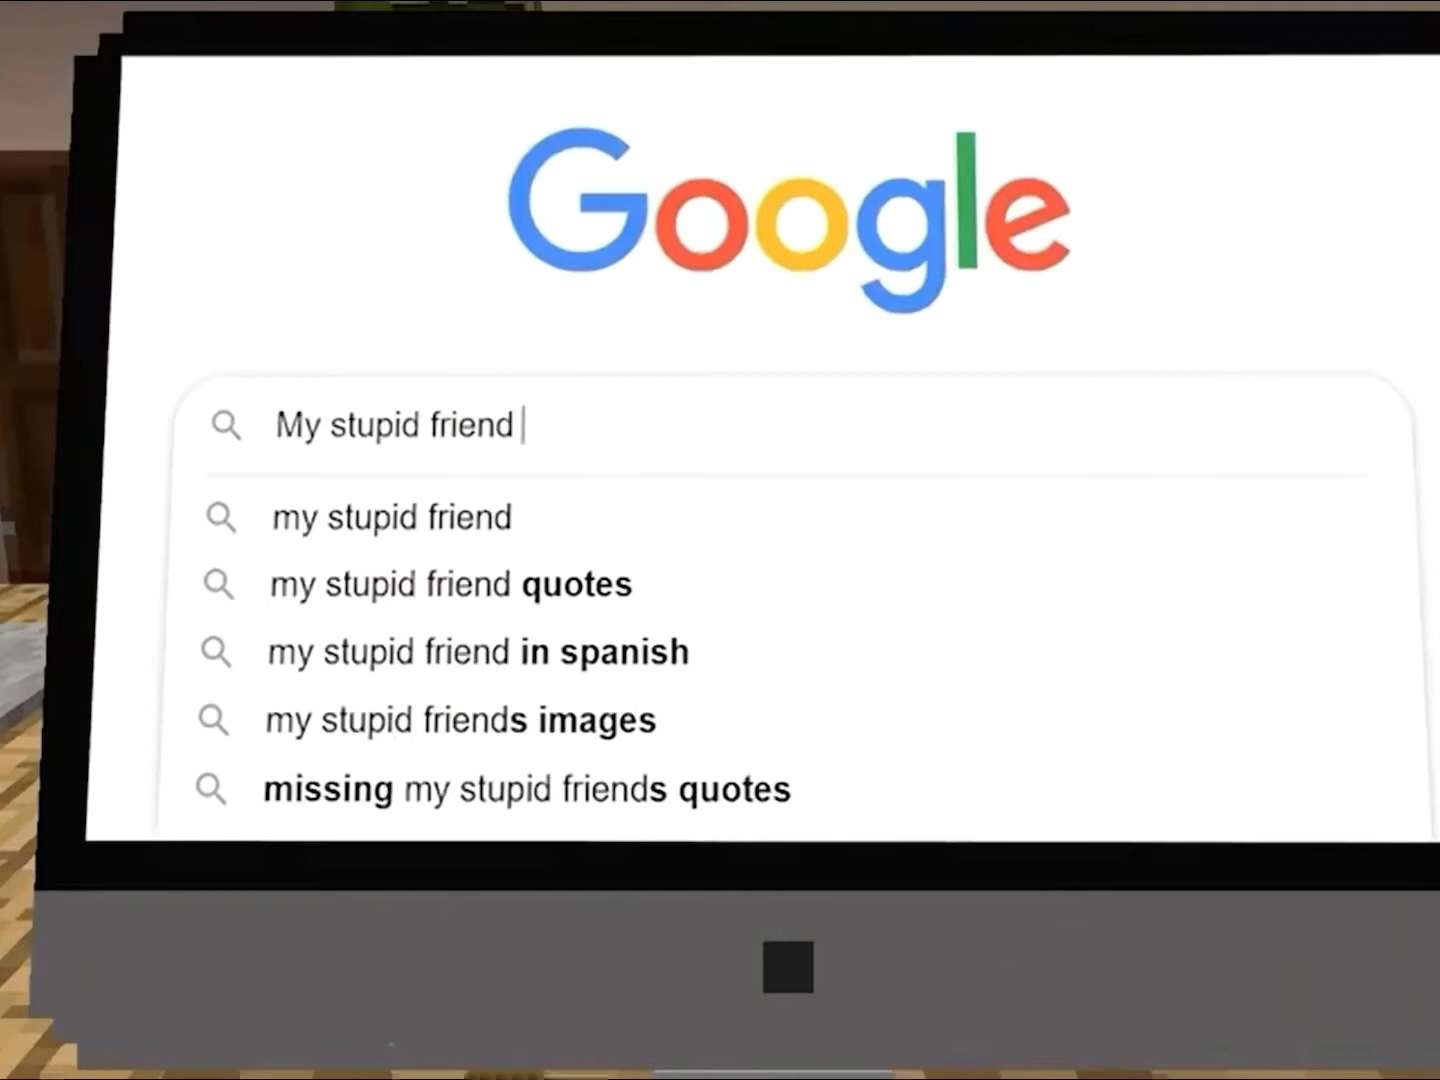 Google
My stupid friend
my stupid friend
my stupid friend quotes
my stupid friend in spanish
my stupid friends images
missing my stupid friends quotes